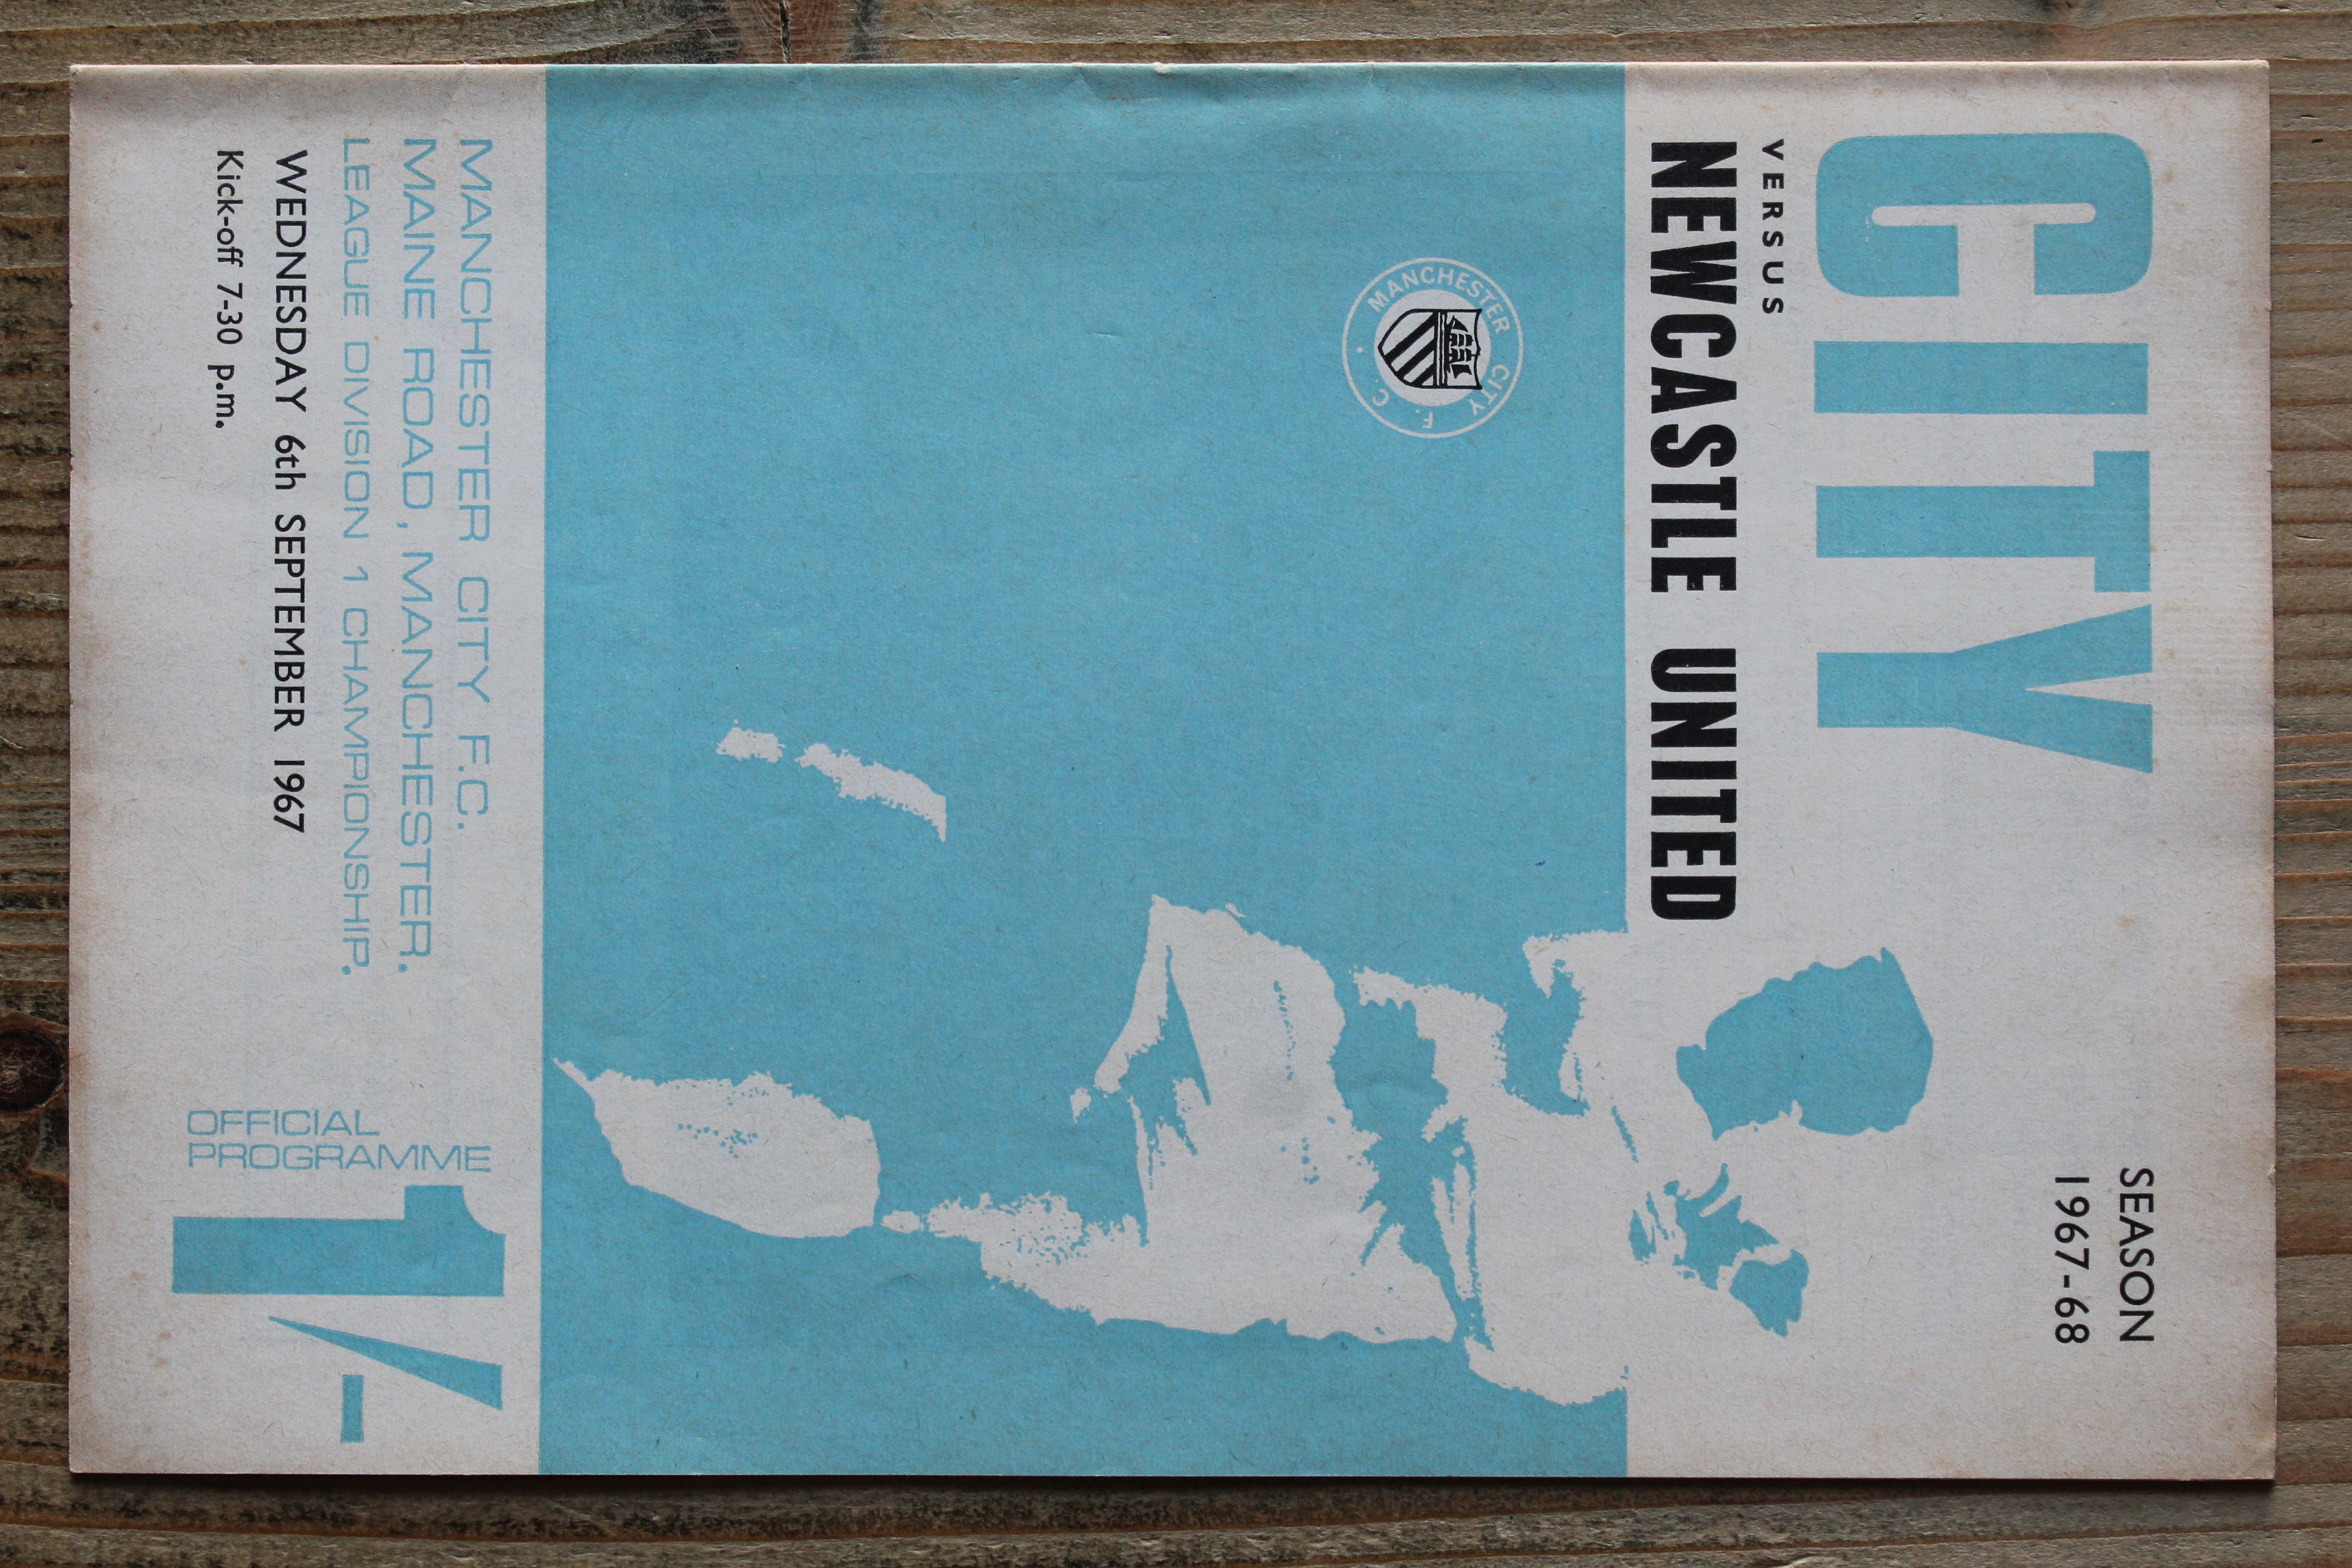 CITY
SEASON
1967-68
VERSUS
NEWCASTLE UNITED
MANCHESTER CITY F. C.
MANCHESTER CITY F.C.
MAINE ROAD, MANCHESTER.
LEAGUE DIVISION 1 CHAMPIONSHIP.
WEDNESDAY 6th SEPTEMBER 1967
Kick-off 7-30 p.m.
OFFICIAL
PROGRAMME
1/-